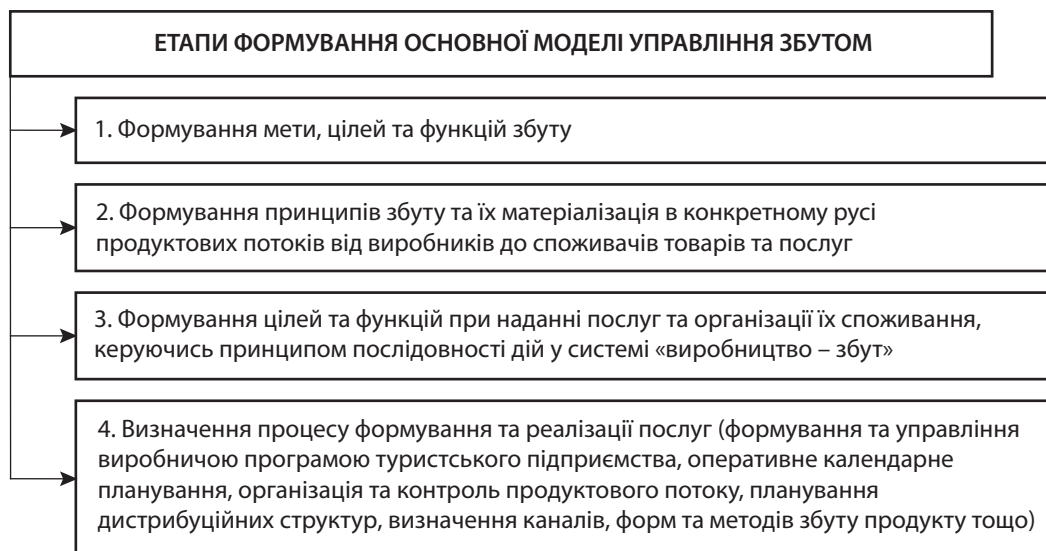 ЕТАПИ ФОРМУВАННЯ ОСНОВНОЇ МОДЕЛІ УПРАВЛІННЯ ЗБУТОМ
1. Формування мети, цілей та функцій збуту
2. Формування принципів збуту та їх матеріалізація в конкретному русі
продуктових потоків від виробників до споживачів товарів та послуг
3. Формування цілей та функцій при наданні послуг та організації їх споживання,
керуючись принципом послідовності дій у системі «виробництво – збут»
4. Визначення процесу формування та реалізації послуг (формування та управління
виробничою програмою туристського підприємства, оперативне календарне
планування, організація та контроль продуктового потоку, планування
дистрибуційних структур, визначення каналів, форм та методів збуту продукту тощо)